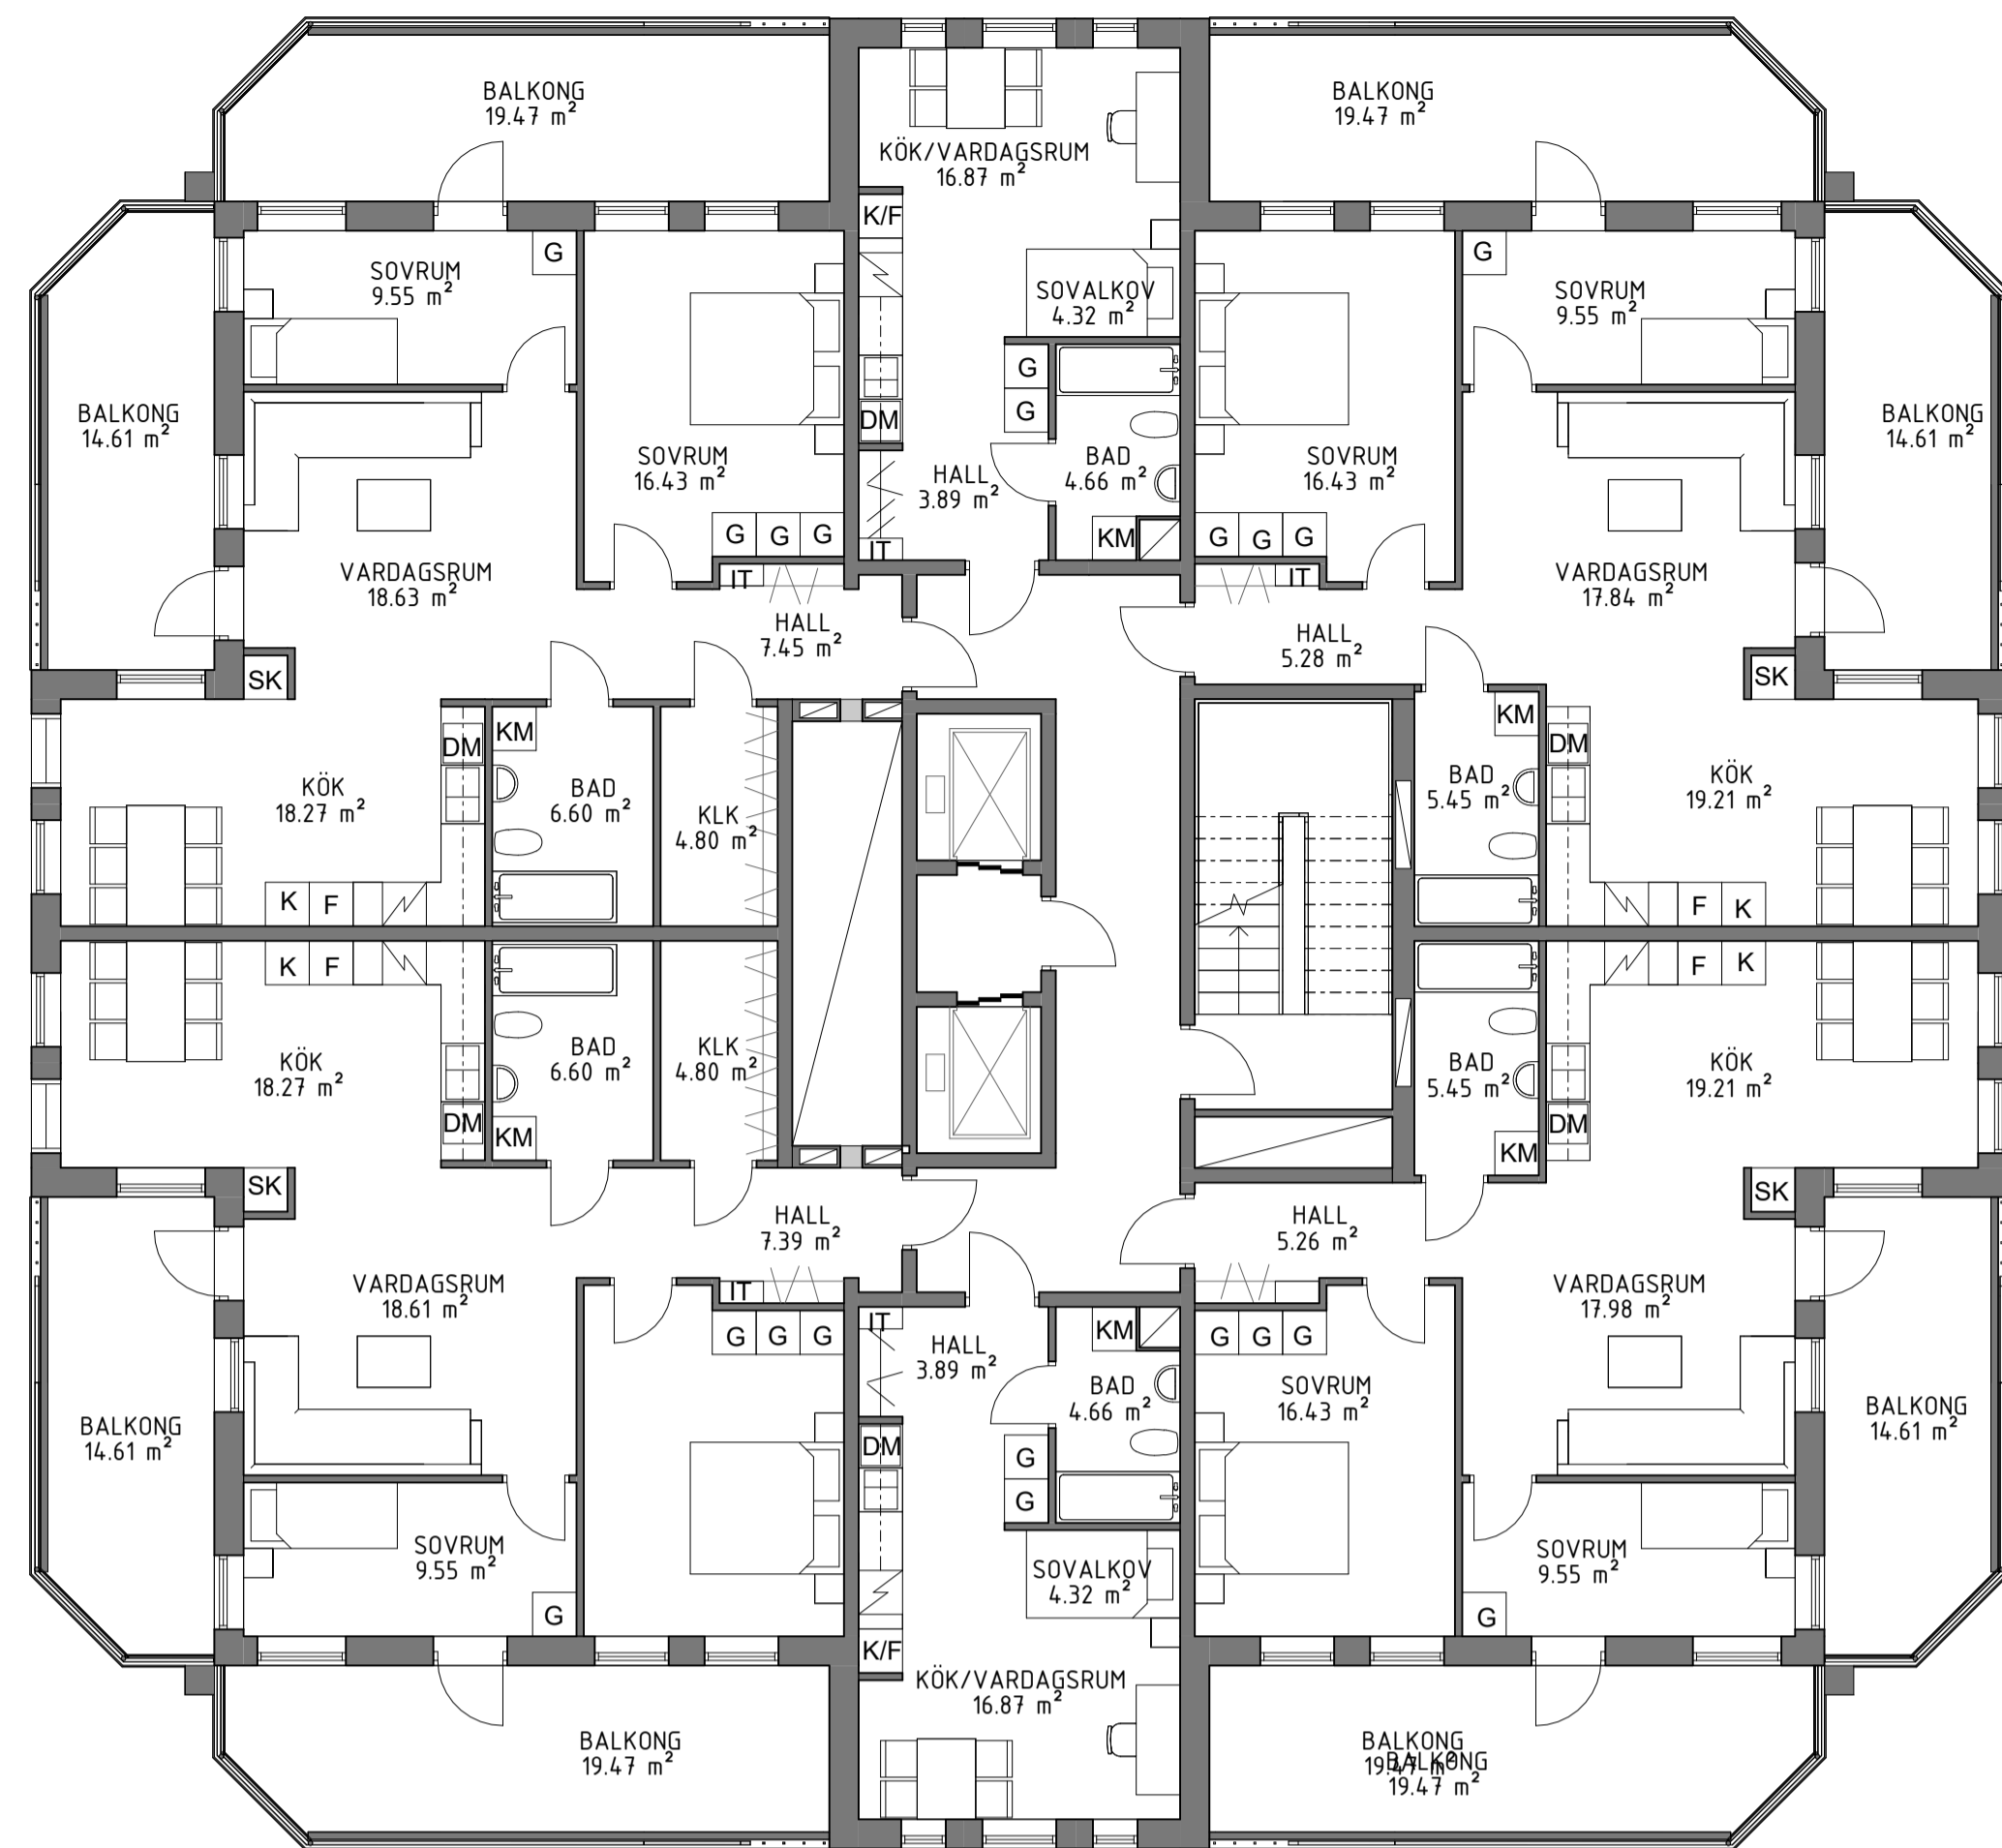 BALKONG
19.47 m²
KÖK/VARDAGSRUM
16.87 m²
BALKONG
19.47 m²
K/F
SOVRUM
9.55 m²
G
SOVALKOV
4.32 m²
G
SOVRUM
9.55 m²
BALKONG
14.61 m²
SOVRUM
16.43 m²
G
G
DM
HALL
3.89 m²
BAD
4.66 m²
SOVRUM
16.43 m²
BALKONG
14.61 m²
G
G
G
IT
KM
G
G
G
VARDAGSRUM
18.63 m²
IT
IT
VARDAGSRUM
17.84 m²
HALL
7.45 m²
HALL
5.28 m²
SK
SK
DM
KM
KM
DM
KÖK
18.27 m²
BAD
6.60 m²
KLK
4.80 m²
BAD
5.45 m²
KÖK
19.21 m²
K
F
F
K
K
F
F
K
KÖK
18.27 m²
BAD
6.60 m²
KLK
4.80 m²
BAD
5.45 m²
KÖK
19.21 m²
DM
KM
KM
DM
SK
SK
HALL
7.39 m²
HALL
5.26 m²
VARDAGSRUM
18.61 m²
IT
VARDAGSRUM
17.98 m²
G
G
G
IT
HALL
3.89 m²
KM
G
G
G
BALKONG
14.61 m²
DM
BAD
4.66 m²
SOVRUM
16.43 m²
BALKONG
14.61 m²
G
G
SOVRUM
9.55 m²
G
SOVALKOV
4.32 m²
SOVRUM
9.55 m²
G
K/F
KÖK/VARDAGSRUM
16.87 m²
BALKONG
19.47 m²
BALKONG
19.47 m²
BALKONG
19.47 m²